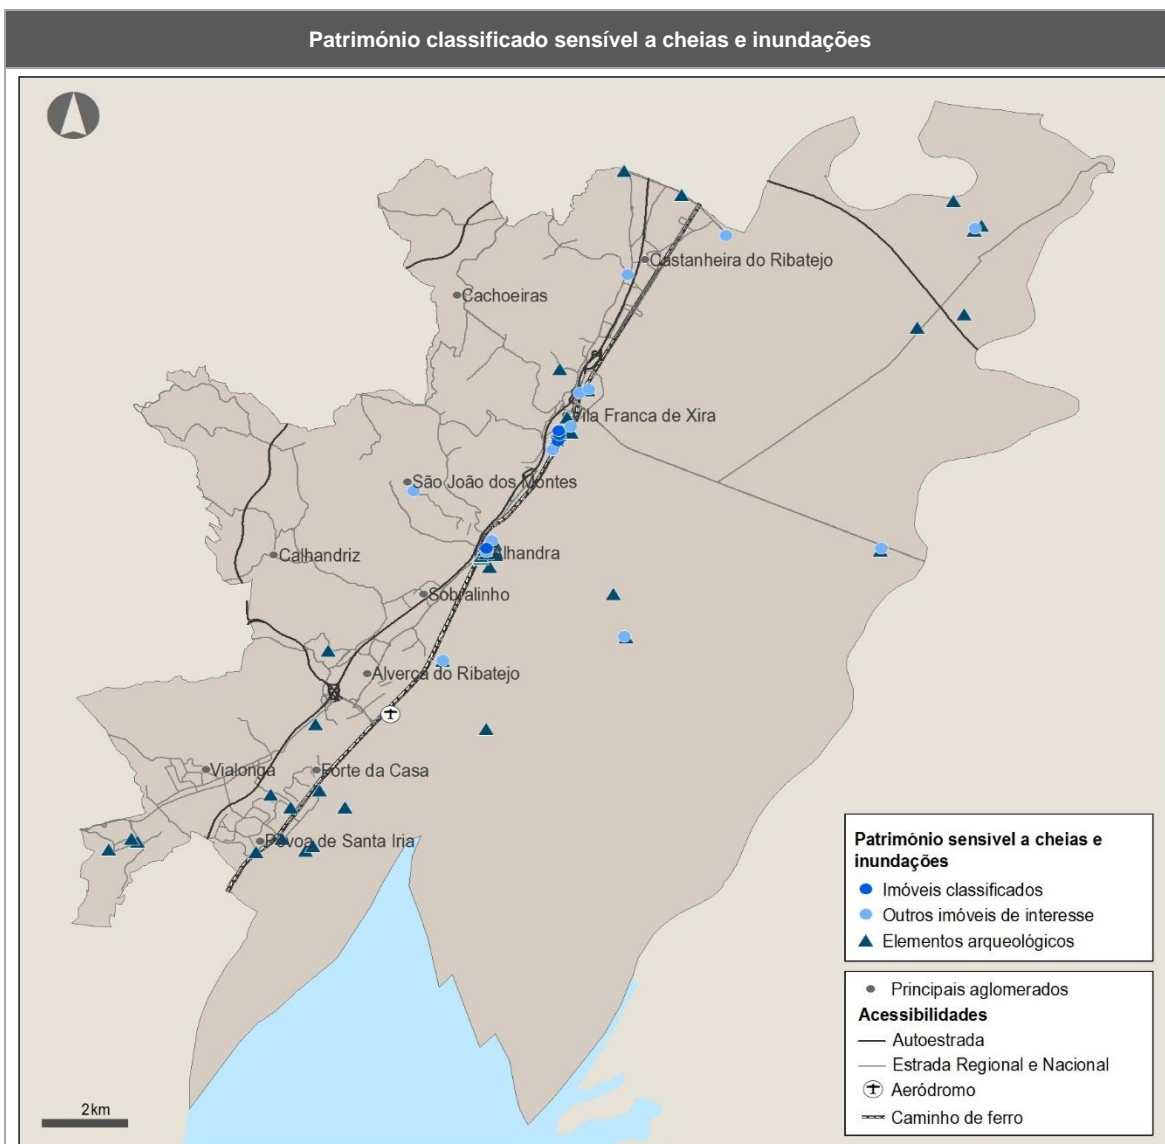 Património classificado sensível a cheias e inundações
Castanheira do Ribatejo
Cachoeiras
Vila Franca de Xira
São João dos Montes
Alhandra
Calhandriz
Sobralinho
Alverca do Ribatejo
Vialonga
Forte da Casa
Póvoa de Santa Iria
Património sensível a cheias e
inundações
Imóveis classificados
Outros imóveis de interesse
Elementos arqueológicos
Principais aglomerados
Acessibilidades
Autoestrada
Estrada Regional e Nacional
Aeródromo
Caminho de ferro
2km